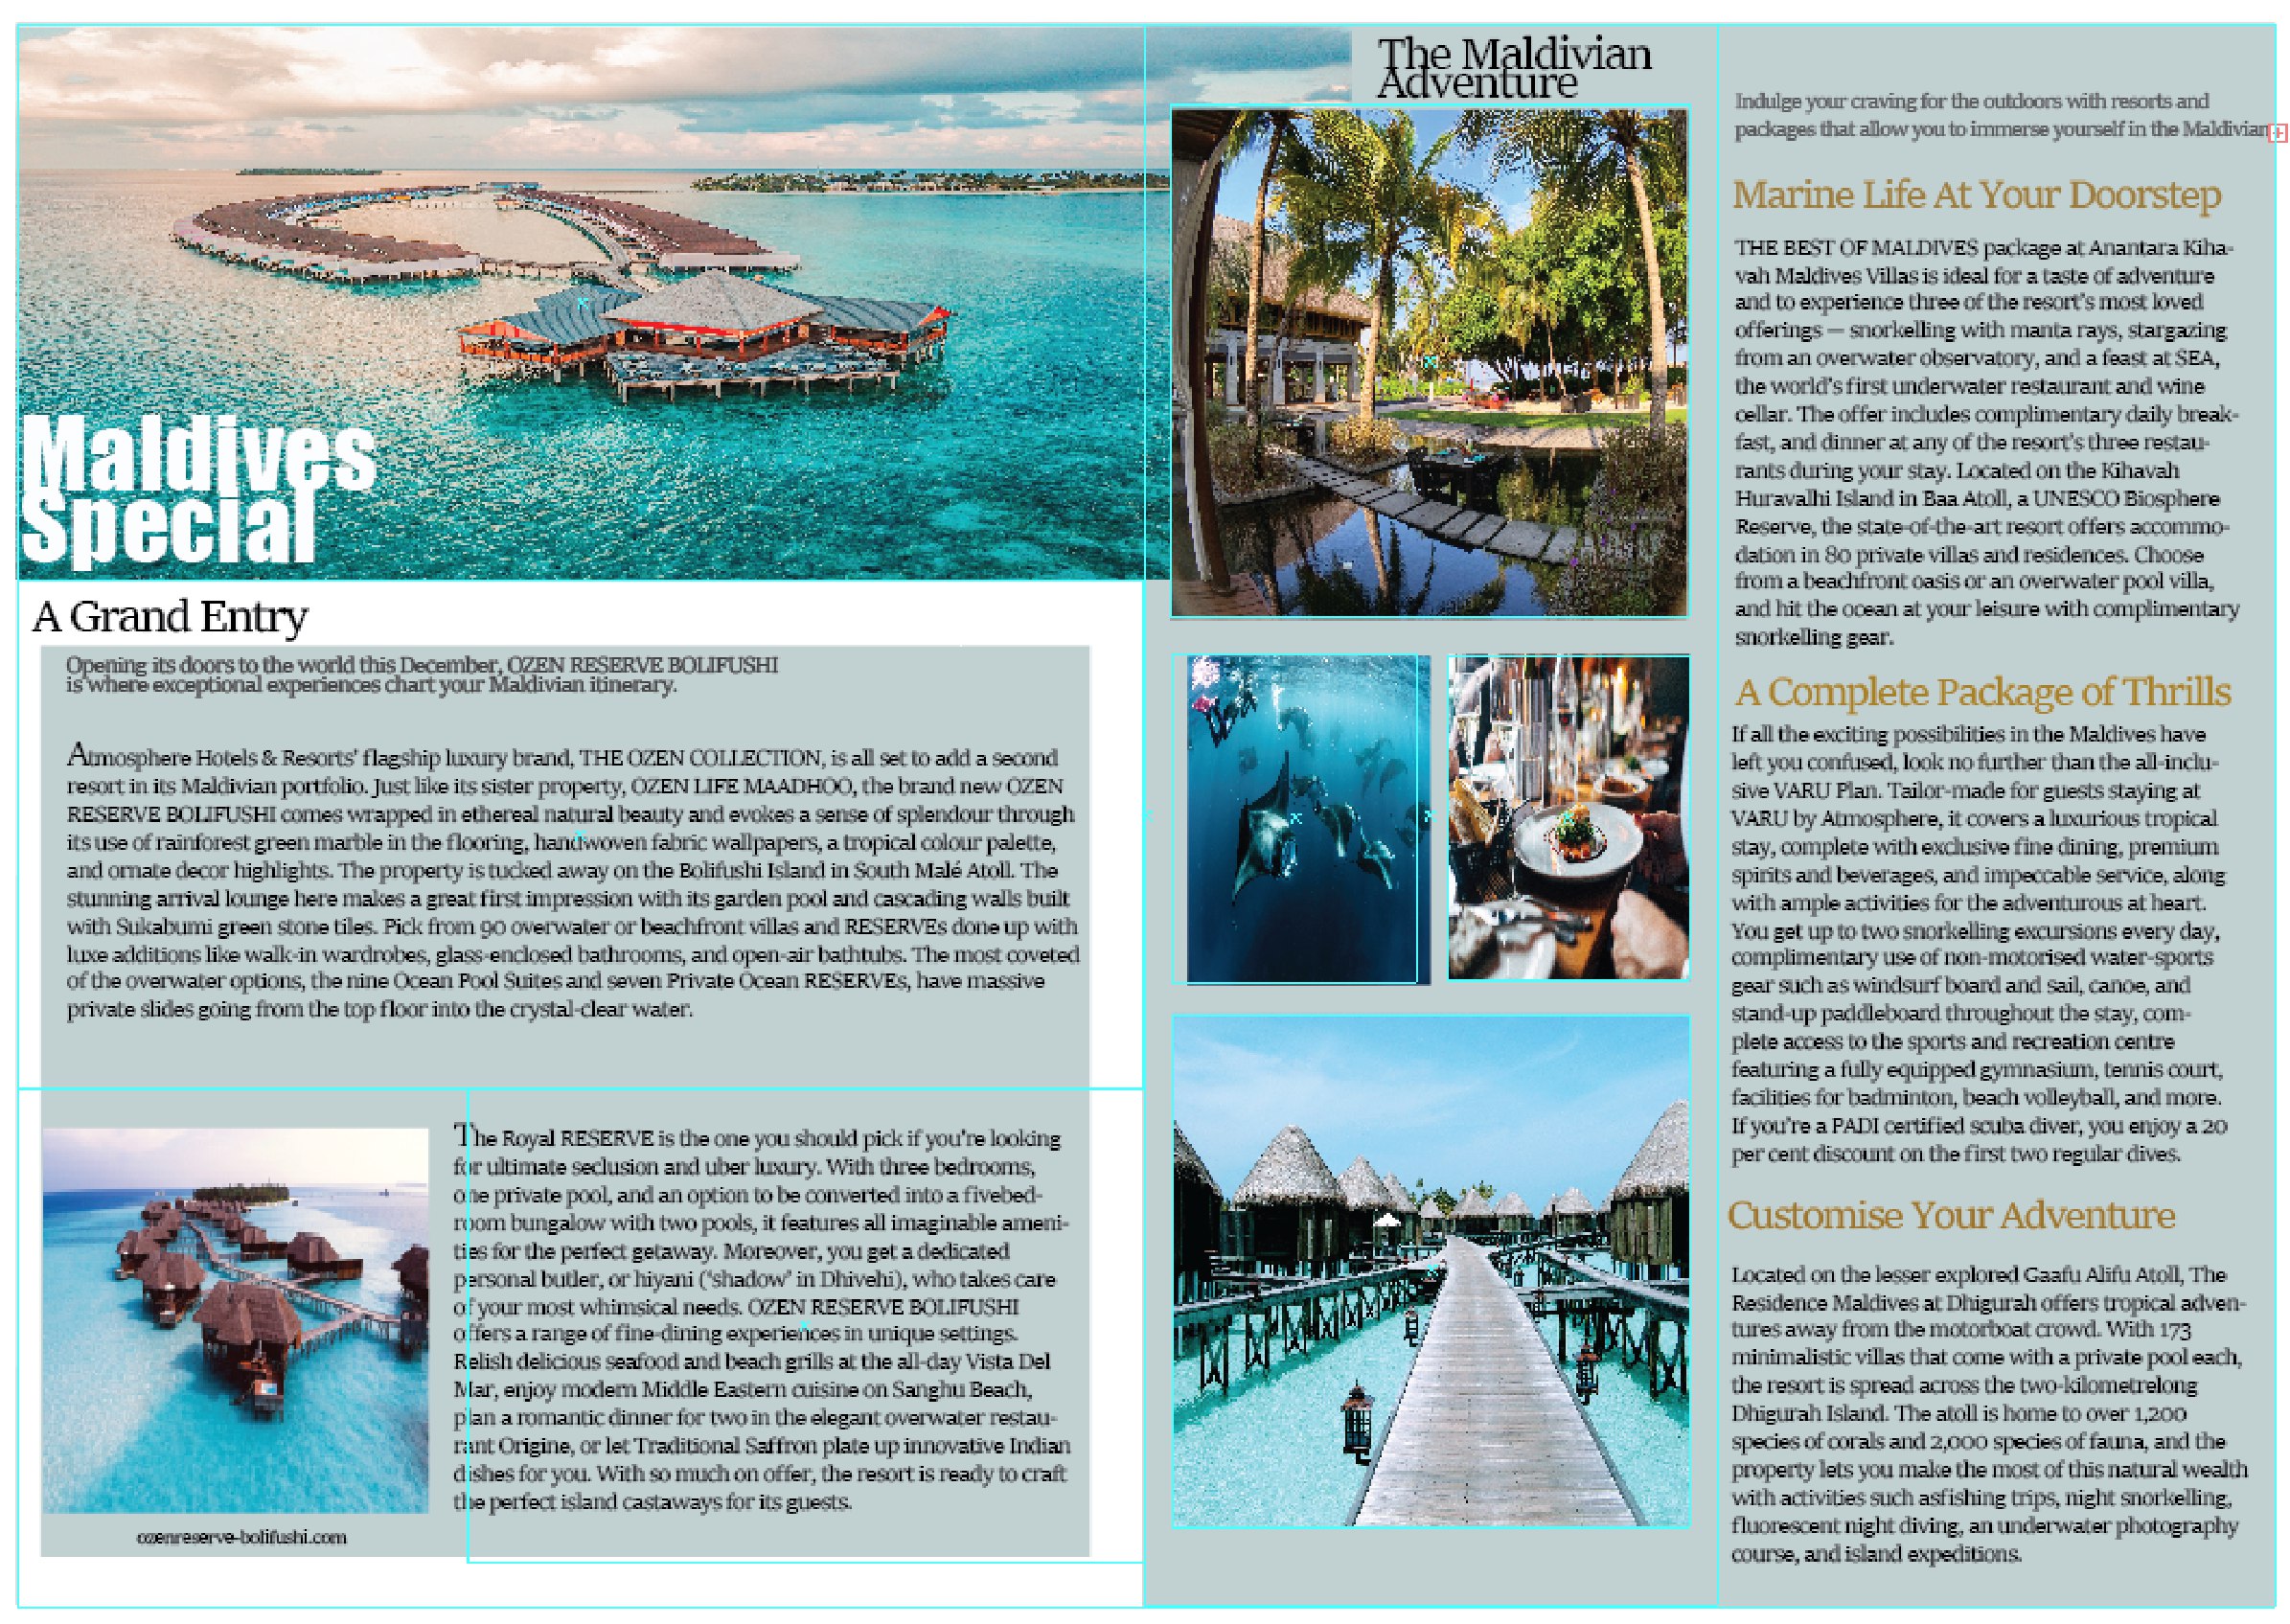 Maldives
Special
A Grand Entry
Opening its doors to the world this December, OZEN RESERVE BOLIFUSHI
is where exceptional experiences chart your Maldivian itinerary.
Atmosphere Hotels & Resorts' flagship luxury brand, THE OZEN COLLECTION, is all set to add a second
resort in its Maldivian portfolio. Just like its sister property, OZEN LIFE MAADHOO, the brand new OZEN
RESERVE BOLIFUSHI comes wrapped in ethereal natural beauty and evokes a sense of splendour through
its use of rainforest green marble in the flooring, handwoven fabric wallpapers, a tropical colour palette,
and ornate decor highlights. The property is tucked away on the Bolifushi Island in South Malé Atoll. The
stunning arrival lounge here makes a great first impression with its garden pool and cascading walls built
with Sukabumi green stone tiles. Pick from 90 overwater or beachfront villas and RESERVEs done up with
luxe additions like walk-in wardrobes, glass-enclosed bathrooms, and open-air bathtubs. The most coveted
of the overwater options, the nine Ocean Pool Suites and seven Private Ocean RESERVEs, have massive
private slides going from the top floor into the crystal-clear water.
The Royal RESERVE is the one you should pick if you're looking
for ultimate seclusion and uber luxury. With three bedrooms,
one private pool, and an option to be converted into a fivebed-
room bungalow with two pools, it features all imaginable ameni-
ties for the perfect getaway. Moreover, you get a dedicated
personal butler, or hiyani ('shadow' in Dhivehi), who takes care
of your most whimsical needs. OZEN RESERVE BOLIFUSHI
offers a range of fine-dining experiences in unique settings.
Relish delicious seafood and beach grills at the all-day Vista Del
Mar, enjoy modern Middle Eastern cuisine on Sanghu Beach,
plan a romantic dinner for two in the elegant overwater restau-
rant Origine, or let Traditional Saffron plate up innovative Indian
dishes for you. With so much on offer, the resort is ready to craft
the perfect island castaways for its guests.
ozenreserve-bolifushi.com
The Maldivian
Adventure
Indulge your craving for the outdoors with resorts and
packages that allow you to immerse yourself in the Maldivian
Marine Life At Your Doorstep
THE BEST OF MALDIVES package at Anantara Kiha-
vah Maldives Villas is ideal for a taste of adventure
and to experience three of the resort's most loved
offerings — snorkelling with manta rays, stargazing
from an overwater observatory, and a feast at SEA,
the world's first underwater restaurant and wine
cellar. The offer includes complimentary daily break-
fast, and dinner at any of the resort's three restau-
rants during your stay. Located on the Kihavah
Huravalhi Island in Baa Atoll, a UNESCO Biosphere
Reserve, the state-of-the-art resort offers accommo-
dation in 80 private villas and residences. Choose
from a beachfront oasis or an overwater pool villa,
and hit the ocean at your leisure with complimentary
snorkelling gear.
A Complete Package of Thrills
If all the exciting possibilities in the Maldives have
left you confused, look no further than the all-inclu-
sive VARU Plan. Tailor-made for guests staying at
VARU by Atmosphere, it covers a luxurious tropical
stay, complete with exclusive fine dining, premium
spirits and beverages, and impeccable service, along
with ample activities for the adventurous at heart.
You get up to two snorkelling excursions every day,
complimentary use of non-motorised water-sports
gear such as windsurf board and sail, canoe, and
stand-up paddleboard throughout the stay, com-
plete access to the sports and recreation centre
featuring a fully equipped gymnasium, tennis court,
facilities for badminton, beach volleyball, and more.
If you're a PADI certified scuba diver, you enjoy a 20
per cent discount on the first two regular dives.
Customise Your Adventure
Located on the lesser explored Gaafu Alifu Atoll, The
Residence Maldives at Dhigurah offers tropical adven-
tures away from the motorboat crowd. With 173
minimalistic villas that come with a private pool each,
the resort is spread across the two-kilometrelong
Dhigurah Island. The atoll is home to over 1,200
species of corals and 2,000 species of fauna, and the
property lets you make the most of this natural wealth
with activities such asfishing trips, night snorkelling,
fluorescent night diving, an underwater photography
course, and island expeditions.